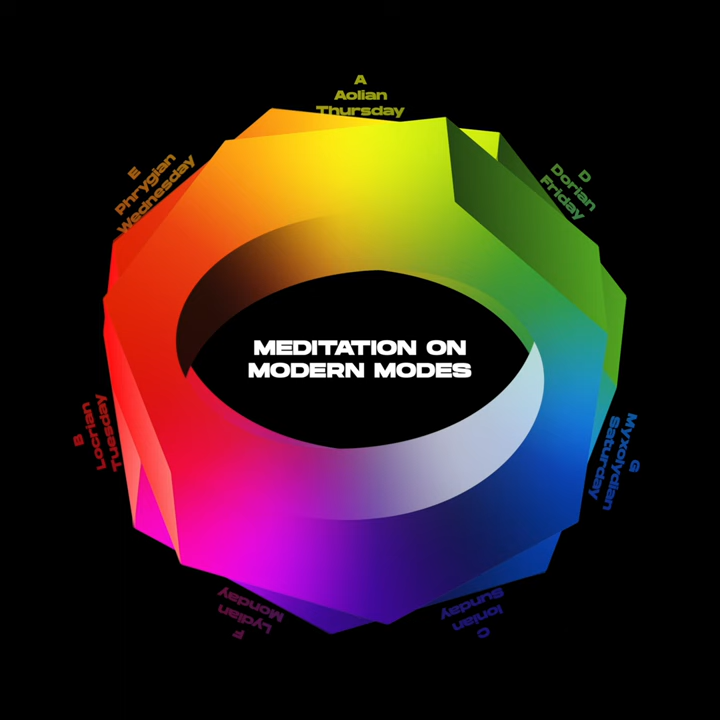 A
Aolian
Thursday
D
Dorian
Friday
G
Myxolydian
Saturday
C
Ionian
Sunday
F
Lydian
Monday
B
Locrian
Tuesday
E
Phrygian
Wednesday
MEDITATION ON
MODERN MODES